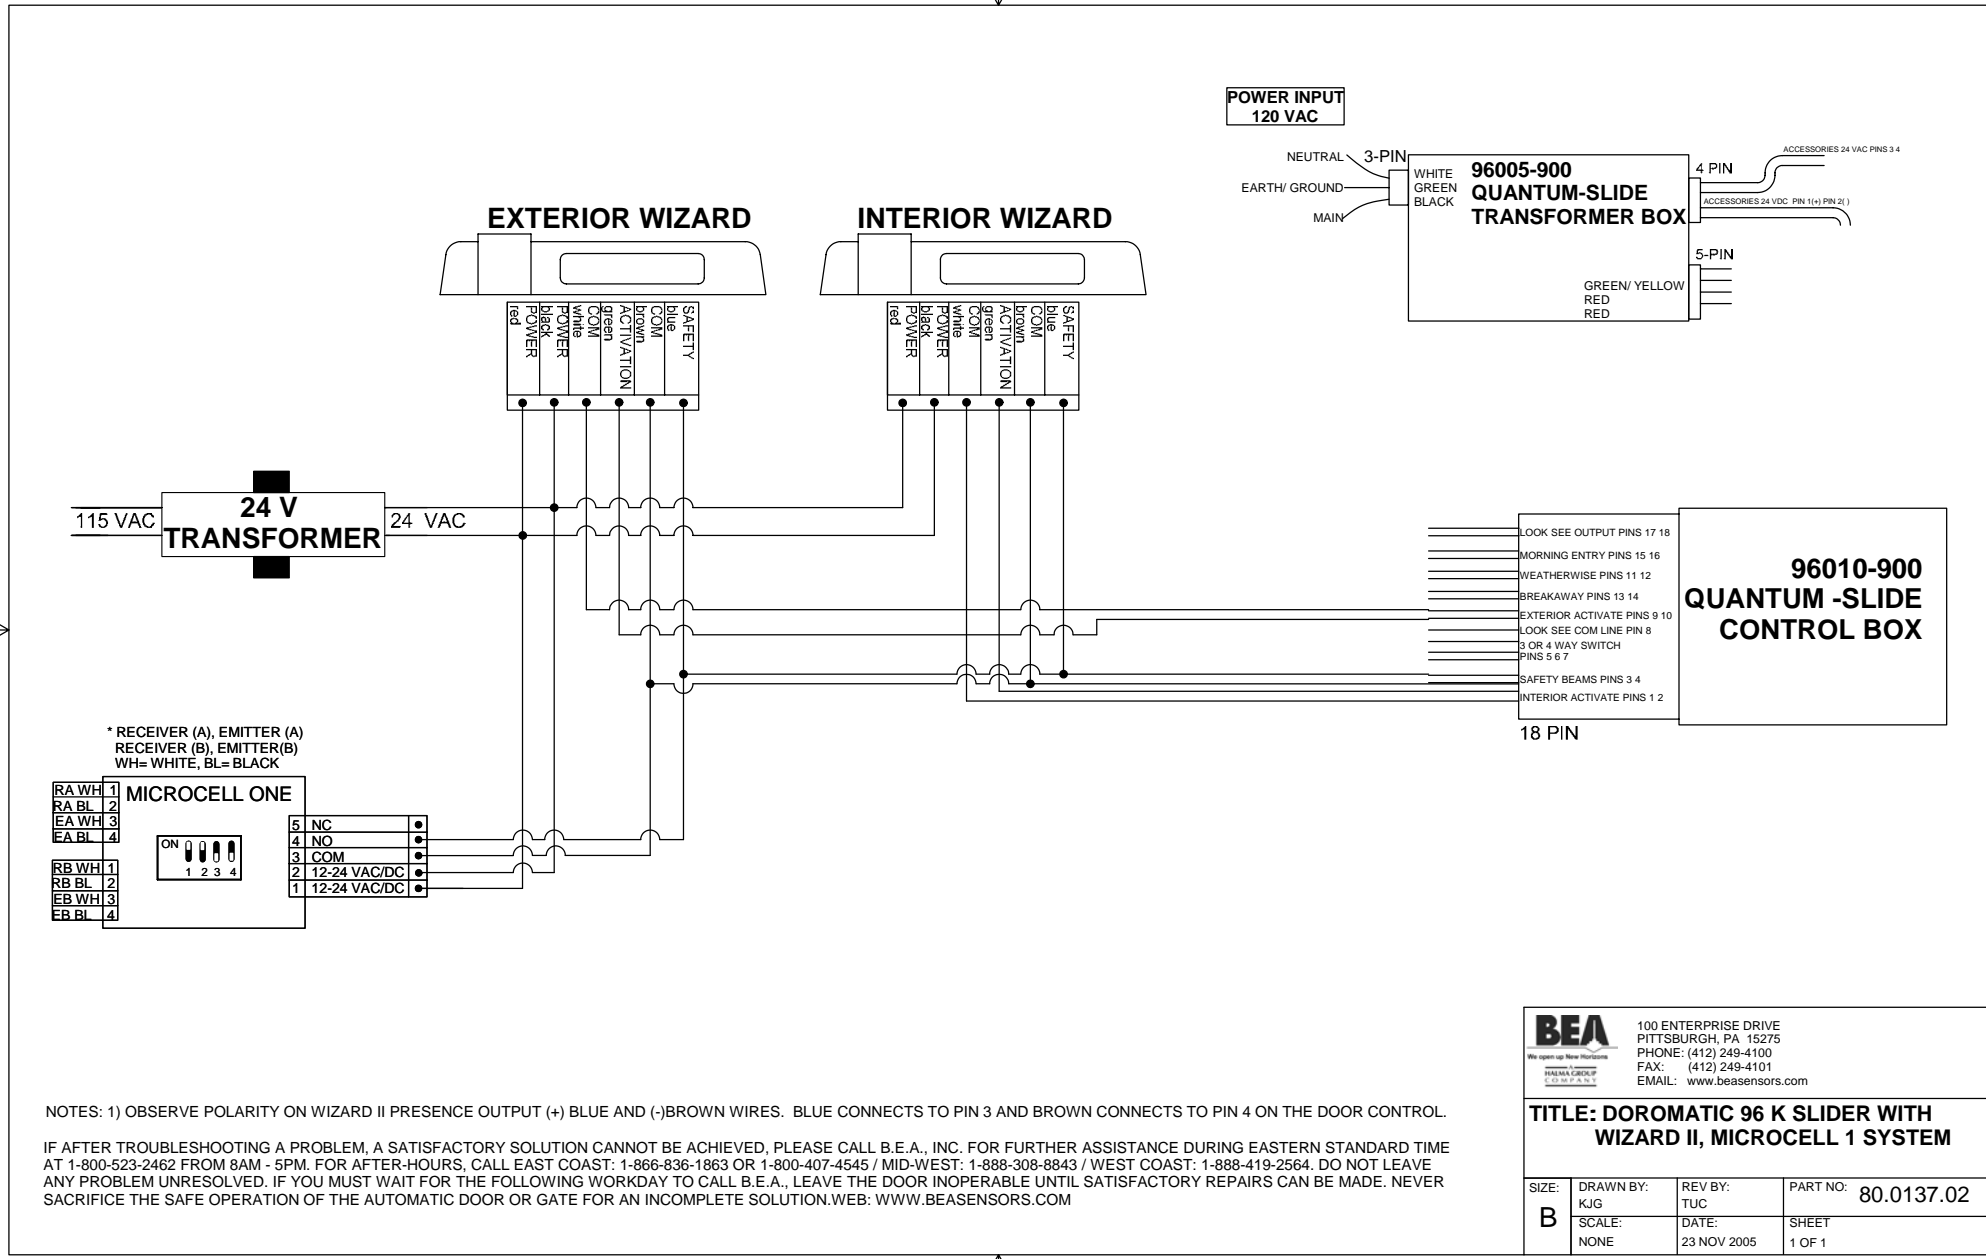 POWER INPUT
120 VAC
NEUTRAL
EARTH/ GROUND
MAIN
3-PIN
WHITE
GREEN
BLACK
96005-900
QUANTUM-SLIDE
TRANSFORMER BOX
4 PIN
ACCESSORIES 24 VAC PINS 3 4
ACCESSORIES 24 VDC PIN 1(+) PIN 2( )
5-PIN
GREEN/ YELLOW
RED
RED
EXTERIOR WIZARD
red
POWER
black
POWER
white
COM
green
ACTIVATION
brown
COM
blue
SAFETY
INTERIOR WIZARD
red
POWER
black
POWER
white
COM
green
ACTIVATION
brown
COM
blue
SAFETY
115 VAC
24 V
TRANSFORMER
24 VAC
LOOK SEE OUTPUT PINS 17 18
MORNING ENTRY PINS 15 16
WEATHERWISE PINS 11 12
BREAKAWAY PINS 13 14
EXTERIOR ACTIVATE PINS 9 10
LOOK SEE COM LINE PIN 8
3 OR 4 WAY SWITCH
PINS 5 6 7
SAFETY BEAMS PINS 3 4
INTERIOR ACTIVATE PINS 1 2
18 PIN
96010-900
QUANTUM -SLIDE
CONTROL BOX
* RECEIVER (A), EMITTER (A)
RECEIVER (B), EMITTER(B)
WH= WHITE, BL= BLACK
MICROCELL ONE
RA WH 1
RA BL 2
EA WH 3
EA BL 4
RB WH 1
RB BL 2
EB WH 3
EB BL 4
ON
1 2 3 4
5 NC
4 NO
3 COM
2 12-24 VAC/DC
1 12-24 VAC/DC
NOTES: 1) OBSERVE POLARITY ON WIZARD II PRESENCE OUTPUT (+) BLUE AND (-)BROWN WIRES. BLUE CONNECTS TO PIN 3 AND BROWN CONNECTS TO PIN 4 ON THE DOOR CONTROL.
IF AFTER TROUBLESHOOTING A PROBLEM, A SATISFACTORY SOLUTION CANNOT BE ACHIEVED, PLEASE CALL B.E.A., INC. FOR FURTHER ASSISTANCE DURING EASTERN STANDARD TIME
AT 1-800-523-2462 FROM 8AM - 5PM. FOR AFTER-HOURS, CALL EAST COAST: 1-866-836-1863 OR 1-800-407-4545 / MID-WEST: 1-888-308-8843 / WEST COAST: 1-888-419-2564. DO NOT LEAVE
ANY PROBLEM UNRESOLVED. IF YOU MUST WAIT FOR THE FOLLOWING WORKDAY TO CALL B.E.A., LEAVE THE DOOR INOPERABLE UNTIL SATISFACTORY REPAIRS CAN BE MADE. NEVER
SACRIFICE THE SAFE OPERATION OF THE AUTOMATIC DOOR OR GATE FOR AN INCOMPLETE SOLUTION.WEB: WWW.BEASENSORS.COM
BEA
We open up New Horizons
A
HALMA GROUP
COMPANY
100 ENTERPRISE DRIVE
PITTSBURGH, PA 15275
PHONE: (412) 249-4100
FAX: (412) 249-4101
EMAIL: www.beasensors.com
TITLE: DOROMATIC 96 K SLIDER WITH
WIZARD II, MICROCELL 1 SYSTEM
SIZE:
B
DRAWN BY:
KJG
REV BY:
TUC
PART NO: 80.0137.02
SCALE:
NONE
DATE:
23 NOV 2005
SHEET
1 OF 1